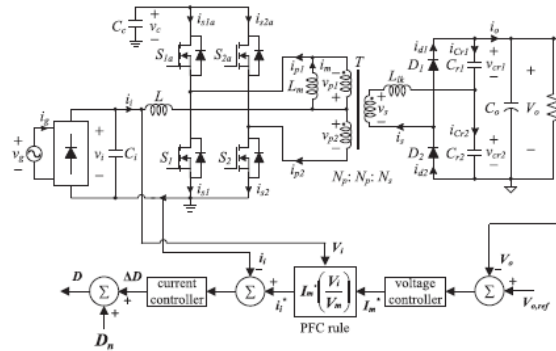 C_c v_c i_s1a i_s2a
S_1a S_2a
i_g v_g v_i i_i C_i L
i_p1 i_m L_m v_p1 T
v_p2 i_p2
S_1 S_2 i_s1 i_s2
N_p: N_p: N_s
L_lk v_s i_s
i_d1 D_1 i_Cr1 C_r1 v_cr1 i_o
D_2 i_d2 i_Cr2 C_r2 v_cr2
C_o V_o
V_i
i_i
V_o
D ΔD
Σ
current controller
Σ
i_i*
I_m*(V_i/V_m)
I_m*
voltage controller
Σ
V_o,ref
D_n
PFC rule